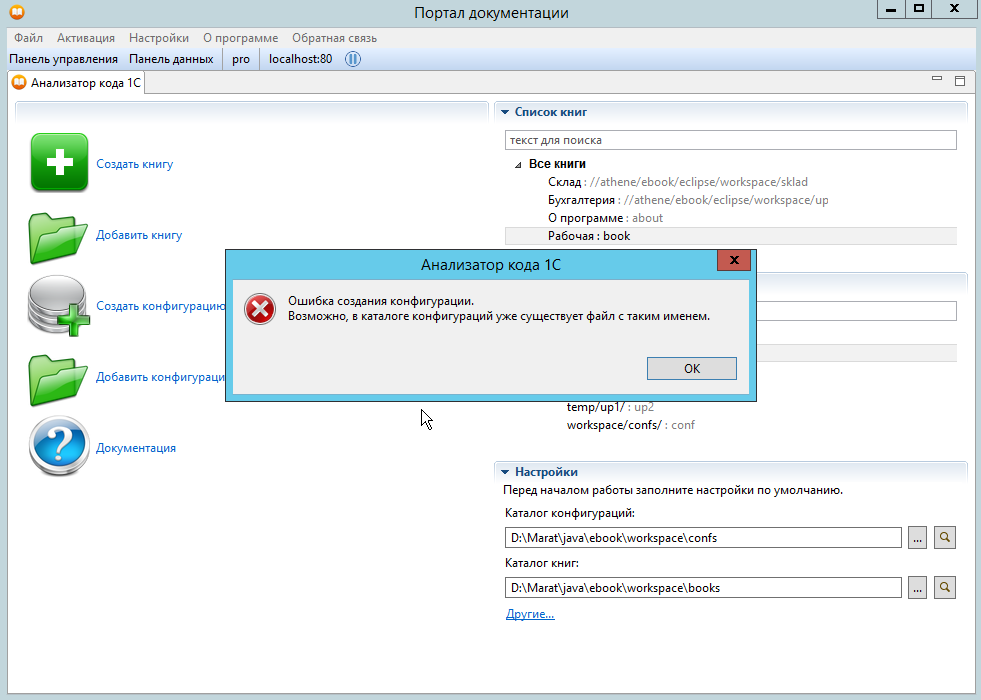 Портал документации
Файл Активация Настройки О программе Обратная связь
Панель управления Панель данных pro localhost:80
Анализатор кода 1С
Создать книгу
Добавить книгу
Создать конфигурацию
Добавить конфигураци
Документация
Список книг
текст для поиска
Все книги
Склад : //athene/ebook/eclipse/workspace/sklad
Бухгалтерия : //athene/ebook/eclipse/workspace/up
О программе : about
Рабочая : book
Анализатор кода 1С
Ошибка создания конфигурации.
Возможно, в каталоге конфигураций уже существует файл с таким именем.
OK
temp/up1/ : up2
workspace/confs/ : conf
Настройки
Перед началом работы заполните настройки по умолчанию.
Каталог конфигураций:
D:\Marat\java\ebook\workspace\confs
...
Каталог книг:
D:\Marat\java\ebook\workspace\books
...
Другие...